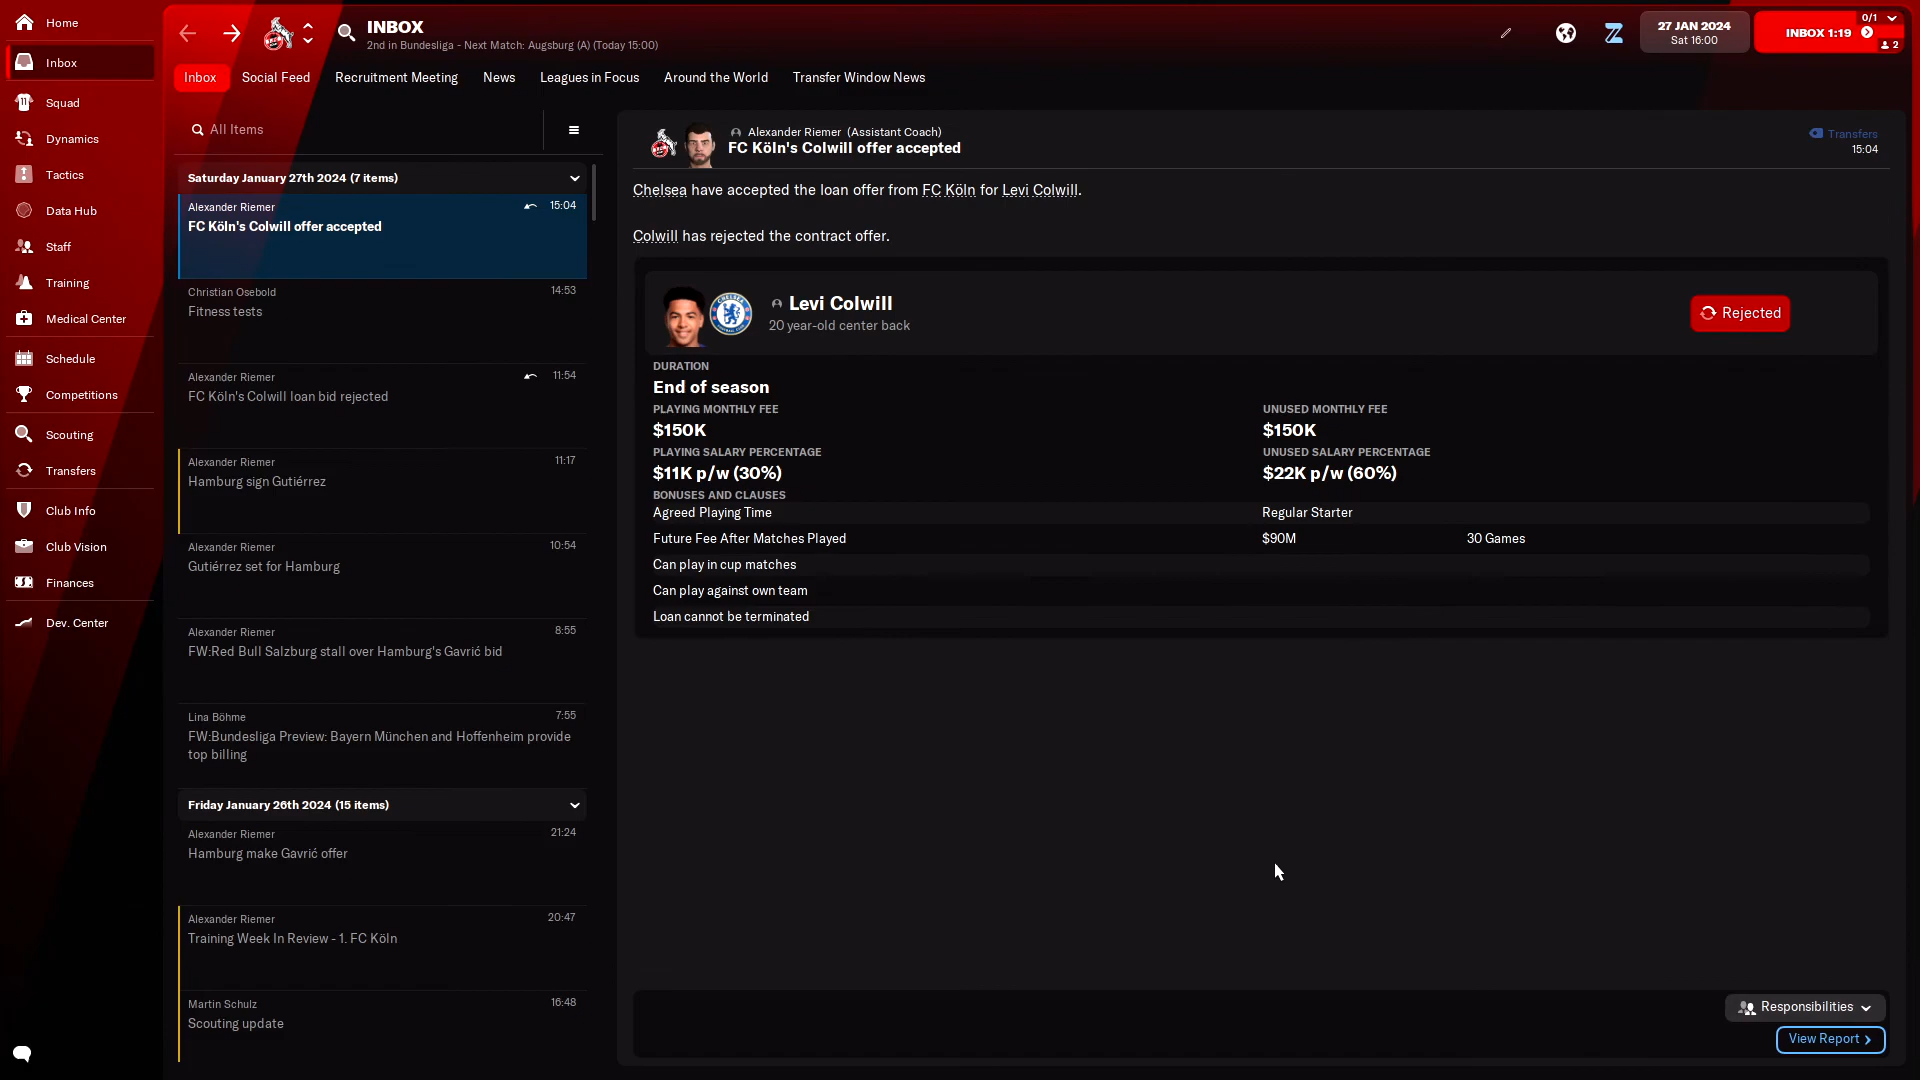 Home
Inbox
Squad
Dynamics
Tactics
Data Hub
Staff
Training
Medical Center
Schedule
Competitions
Scouting
Transfers
Club Info
Club Vision
Finances
Dev. Center
INBOX
2nd in Bundesliga - Next Match: Augsburg (A) (Today 15:00)
27 JAN 2024
Sat 16:00
INBOX 1:19
0/1
2
Inbox
Social Feed
Recruitment Meeting
News
Leagues in Focus
Around the World
Transfer Window News
All Items
Saturday January 27th 2024 (7 items)
Alexander Riemer 15:04
FC Köln's Colwill offer accepted
Christian Osebold 14:53
Fitness tests
Alexander Riemer 11:54
FC Köln's Colwill loan bid rejected
Alexander Riemer 11:17
Hamburg sign Gutiérrez
Alexander Riemer 10:54
Gutiérrez set for Hamburg
Alexander Riemer 8:55
FW:Red Bull Salzburg stall over Hamburg's Gavrić bid
Lina Böhme 7:55
FW:Bundesliga Preview: Bayern München and Hoffenheim provide
top billing
Friday January 26th 2024 (15 items)
Alexander Riemer 21:24
Hamburg make Gavrić offer
Alexander Riemer 20:47
Training Week In Review - 1. FC Köln
Martin Schulz 16:48
Scouting update
Alexander Riemer (Assistant Coach)
FC Köln's Colwill offer accepted
Transfers
15:04
Chelsea have accepted the loan offer from FC Köln for Levi Colwill.
Colwill has rejected the contract offer.
Levi Colwill
20 year-old center back
Rejected
DURATION
End of season
PLAYING MONTHLY FEE UNUSED MONTHLY FEE
$150K $150K
PLAYING SALARY PERCENTAGE UNUSED SALARY PERCENTAGE
$11K p/w (30%) $22K p/w (60%)
BONUSES AND CLAUSES
Agreed Playing Time Regular Starter
Future Fee After Matches Played $90M 30 Games
Can play in cup matches
Can play against own team
Loan cannot be terminated
Responsibilities
View Report